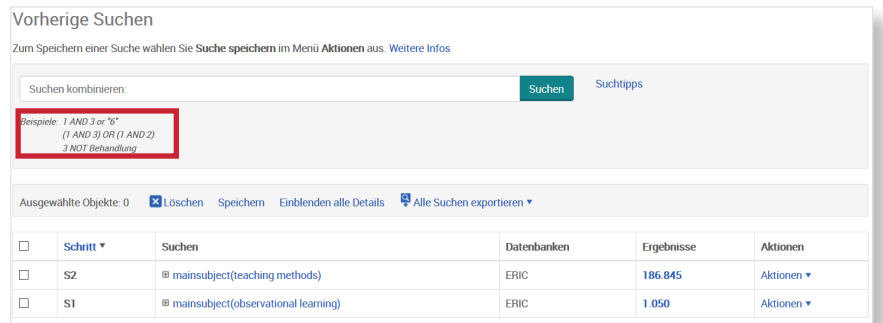 Vorherige Suchen
Zum Speichern einer Suche wählen Sie Suche speichern im Menü Aktionen aus. Weitere Infos
Suchen kombinieren: Suchen Suchtipps
Beispiele: 1 AND 3 or "6"
(1 AND 3) OR (1 AND 2)
3 NOT Behandlung
Ausgewählte Objekte: 0 Löschen Speichern Einblenden alle Details Alle Suchen exportieren
Schritt Suchen Datenbanken Ergebnisse Aktionen
S2 mainsubject(teaching methods) ERIC 186.845 Aktionen
S1 mainsubject(observational learning) ERIC 1.050 Aktionen